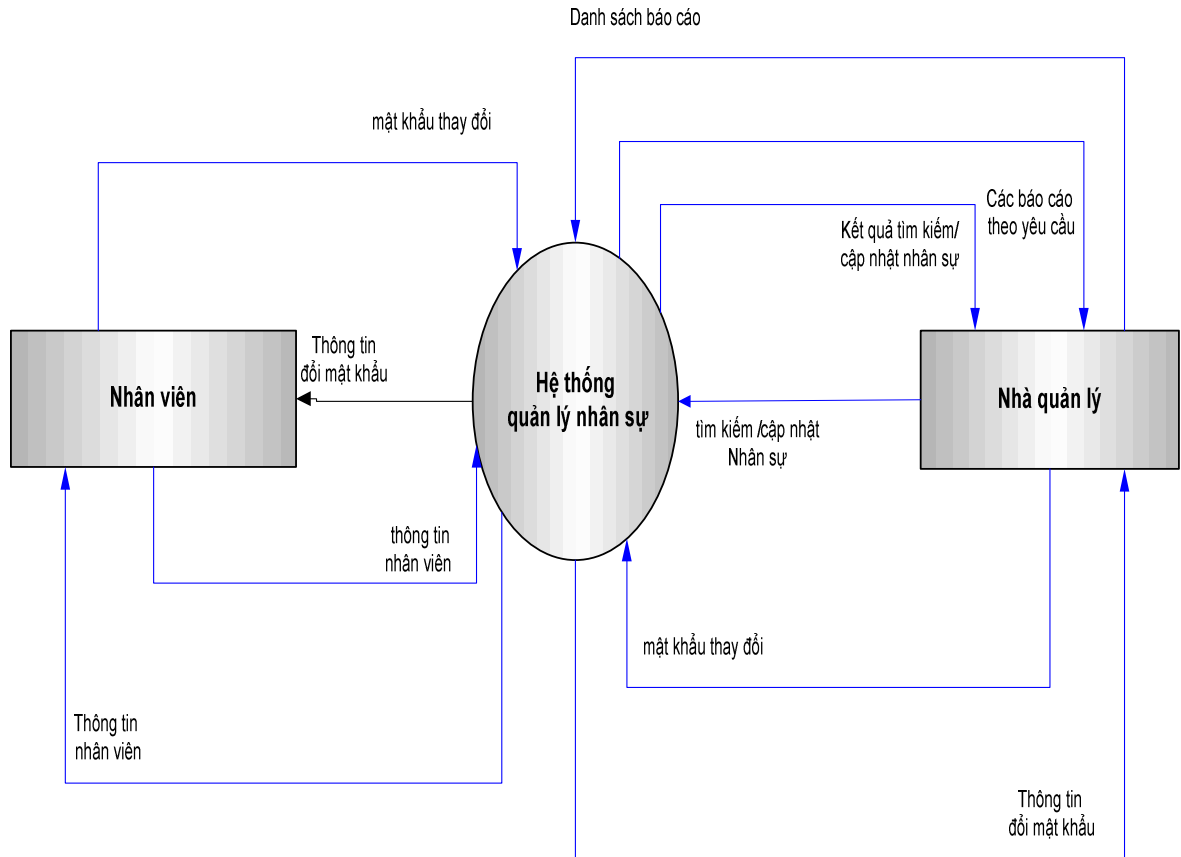 Danh sách báo cáo
mật khẩu thay đổi
Các báo cáo
theo yêu cầu
Kết quả tìm kiếm/
cập nhật nhân sự
Thông tin
đổi mật khẩu
Nhân viên
Hệ thống
quản lý nhân sự
Nhà quản lý
tìm kiếm /cập nhật
Nhân sự
thông tin
nhân viên
mật khẩu thay đổi
Thông tin
nhân viên
Thông tin
đổi mật khẩu